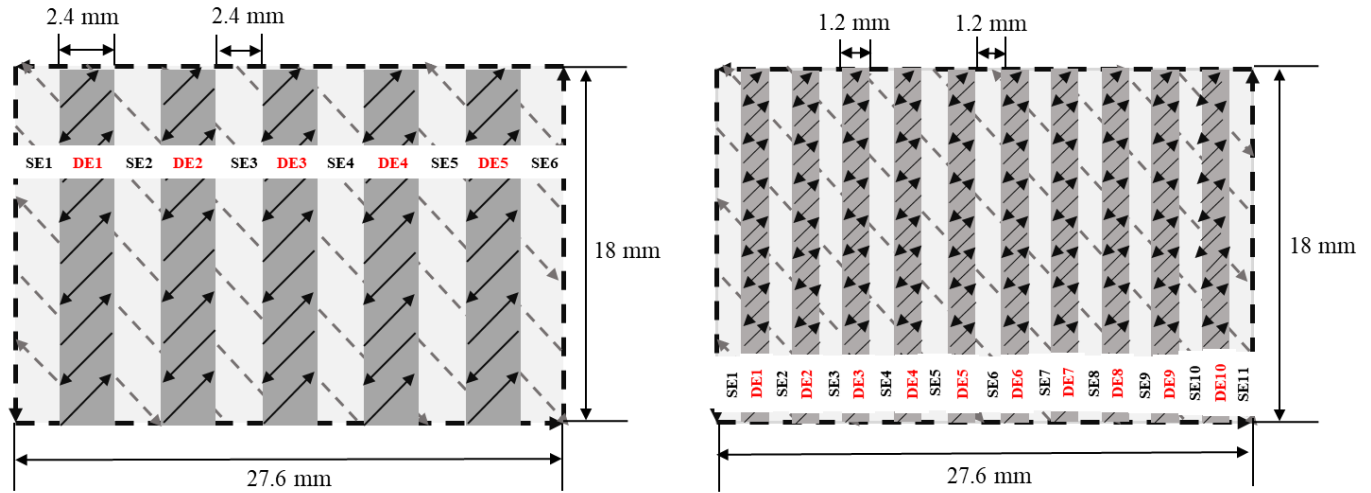 2.4 mm
2.4 mm
SE1 DE1 SE2 DE2 SE3 DE3 SE4 DE4 SE5 DE5 SE6
18 mm
27.6 mm
1.2 mm
1.2 mm
18 mm
SE1 DE1 SE2 DE2 SE3 DE3 SE4 DE4 SE5 DE5 SE6 DE6 SE7 DE7 SE8 DE8 SE9 DE9 SE10 DE10 SE11
27.6 mm